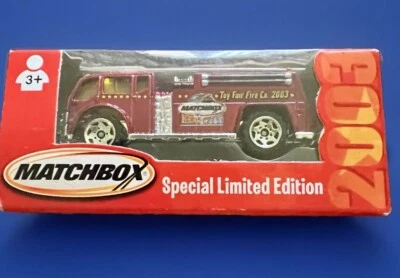 3+
Toy Fair Fire Co. 2003
MATCHBOX
MATCHBOX
Special Limited Edition
2003